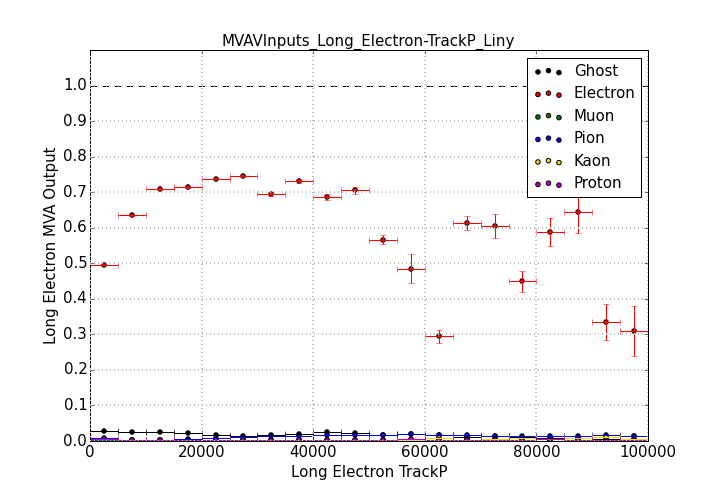 MVAVInputs_Long_Electron-TrackP_Liny
1.0
0.9
0.8
0.7
0.6
0.5
0.4
0.3
0.2
0.1
0.0
Long Electron MVA Output
Ghost
Electron
Muon
Pion
Kaon
Proton
0 20000 40000 60000 80000 100000
Long Electron TrackP